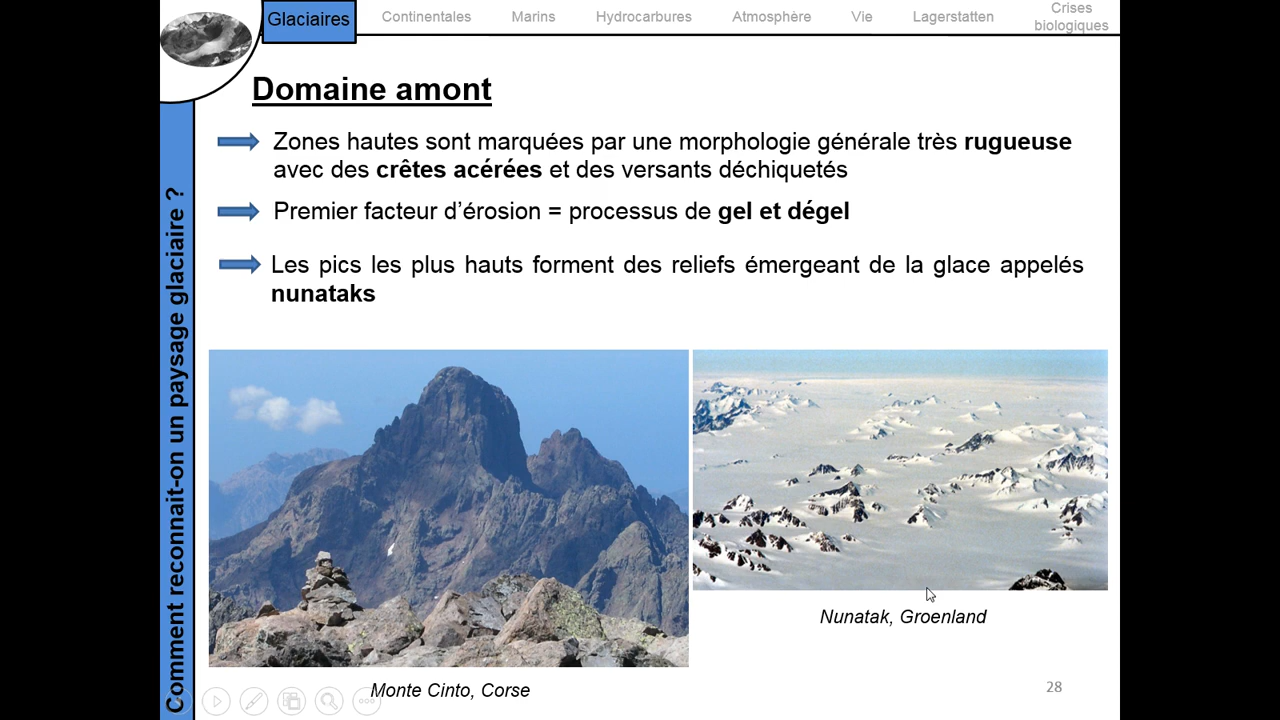 Glaciaires
Continentales
Marins
Hydrocarbures
Atmosphère
Vie
Lagerstatten
Crises
biologiques
Comment reconnait-on un paysage glaciaire ?
Domaine amont
Zones hautes sont marquées par une morphologie générale très rugueuse
avec des crêtes acérées et des versants déchiquetés
Premier facteur d’érosion = processus de gel et dégel
Les pics les plus hauts forment des reliefs émergeant de la glace appelés
nunataks
Nunatak, Groenland
Monte Cinto, Corse
28